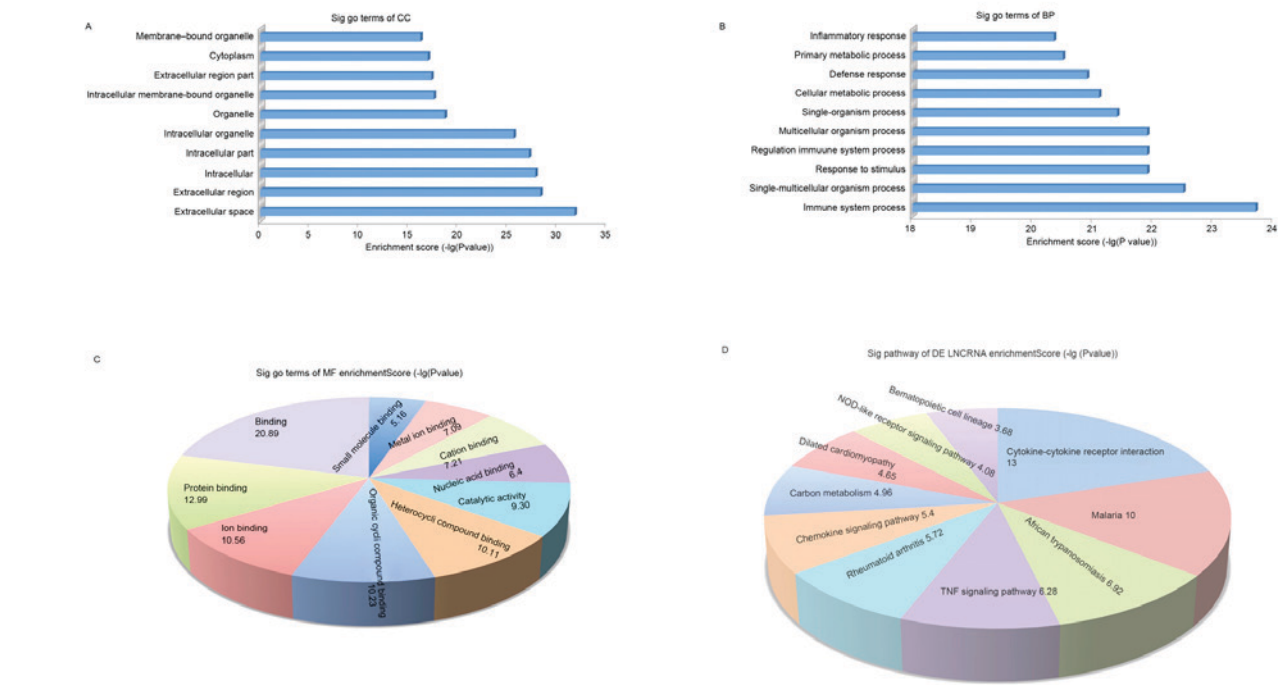 A
Sig go terms of CC
Membrane–bound organelle
Cytoplasm
Extracellular region part
Intracellular membrane-bound organelle
Organelle
Intracellular organelle
Intracellular part
Intracellular
Extracellular region
Extracellular space
0 5 10 15 20 25 30 35
Enrichment score (-lg(Pvalue))
B
Sig go terms of BP
Inflammatory response
Primary metabolic process
Defense response
Cellular metabolic process
Single-organism process
Multicellular organism process
Regulation immuune system process
Response to stimulus
Single-multicellular organism process
Immune system process
18 19 20 21 22 23 24
Enrichment score (-lg(P value))
C
Sig go terms of MF enrichmentScore (-lg(Pvalue)
Small molecule binding
5.16
Metal ion binding
7.09
Cation binding
7.21
Nucleic acid binding
6.4
Catalytic activity
9.30
Heterocycli compound binding
10.11
Organic cycli compound binding
10.23
Ion binding
10.56
Protein binding
12.99
Binding
20.89
D
Sig pathway of DE LNCRNA enrichmentScore (-lg (Pvalue))
Cytokine-cytokine receptor interaction
13
Malaria 10
African trypanosomiasis 6.92
TNF signaling pathway 6.28
Rheumatoid arthritis 5.72
Chemokine signaling pathway 5.4
Carbon metabolism 4.96
Dilated cardiomyopathy
4.65
NOD-like receptor signaling pathway 4.08
Bematopoietic cell lineage 3.68